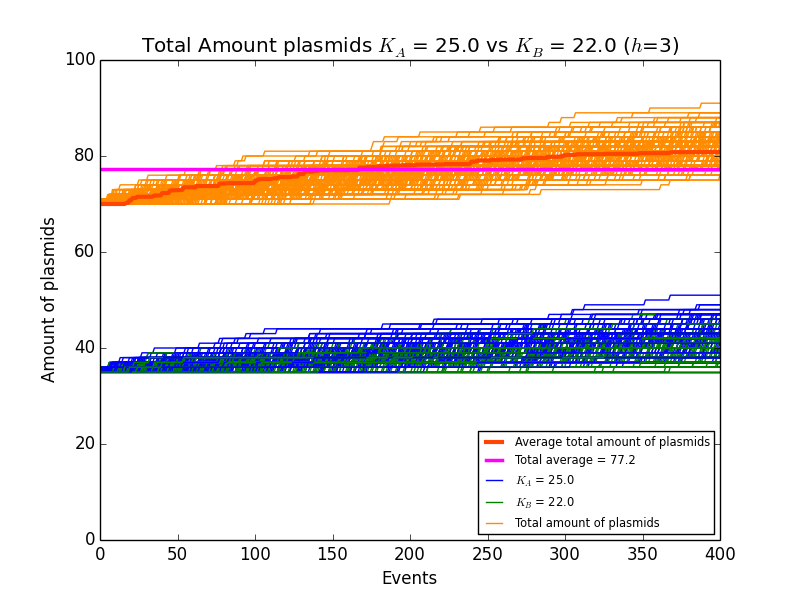 Total Amount plasmids K_A = 25.0 vs K_B = 22.0 (h=3)
100
80
60
40
20
0
Amount of plasmids
0 50 100 150 200 250 300 350 400
Events
Average total amount of plasmids
Total average = 77.2
K_A = 25.0
K_B = 22.0
Total amount of plasmids